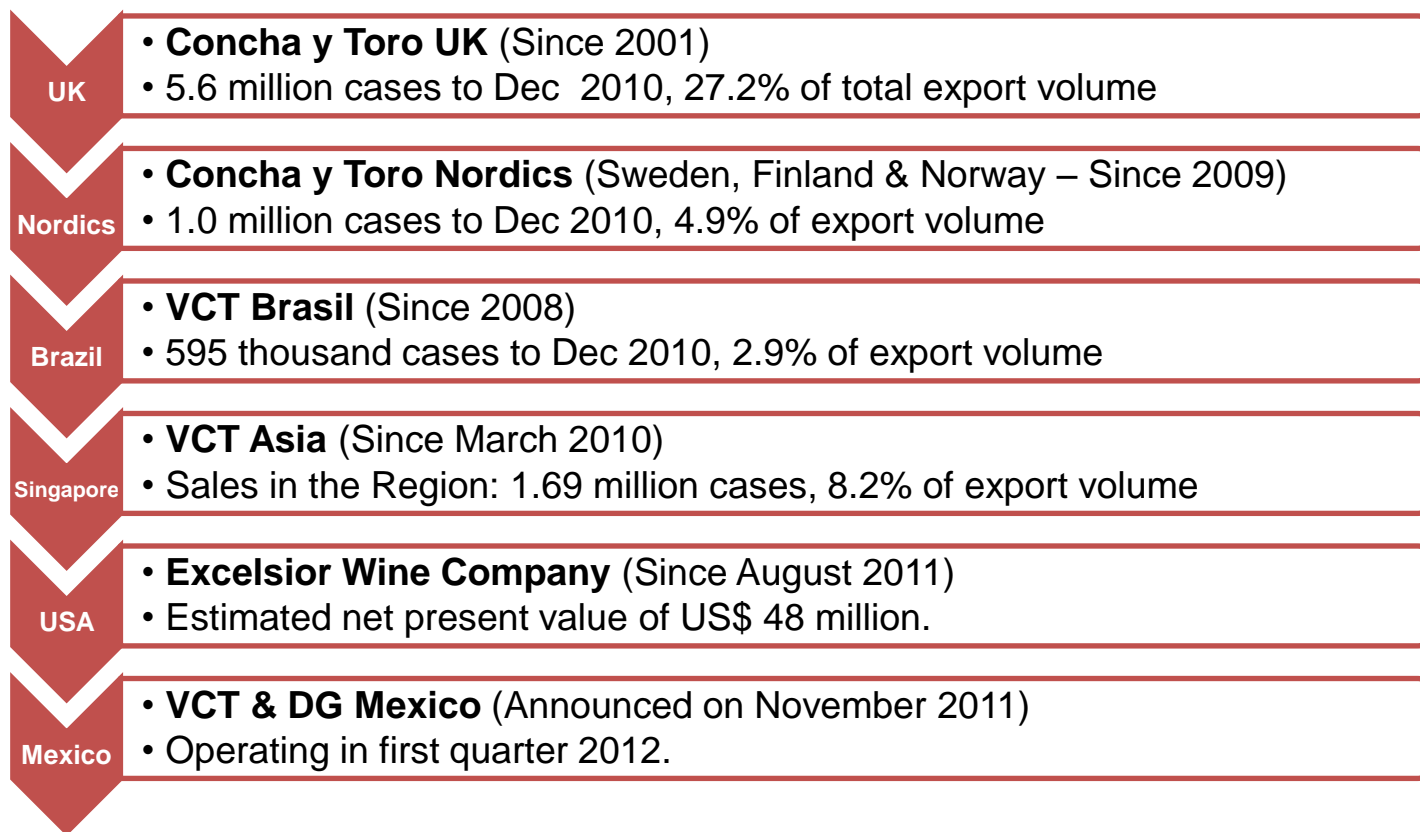 UK
• Concha y Toro UK (Since 2001)
• 5.6 million cases to Dec  2010, 27.2% of total export volume
Nordics
• Concha y Toro Nordics (Sweden, Finland & Norway – Since 2009)
• 1.0 million cases to Dec 2010, 4.9% of export volume
Brazil
• VCT Brasil (Since 2008)
• 595 thousand cases to Dec 2010, 2.9% of export volume
Singapore
• VCT Asia (Since March 2010)
• Sales in the Region: 1.69 million cases, 8.2% of export volume
USA
• Excelsior Wine Company (Since August 2011)
• Estimated net present value of US$ 48 million.
Mexico
• VCT & DG Mexico (Announced on November 2011)
• Operating in first quarter 2012.